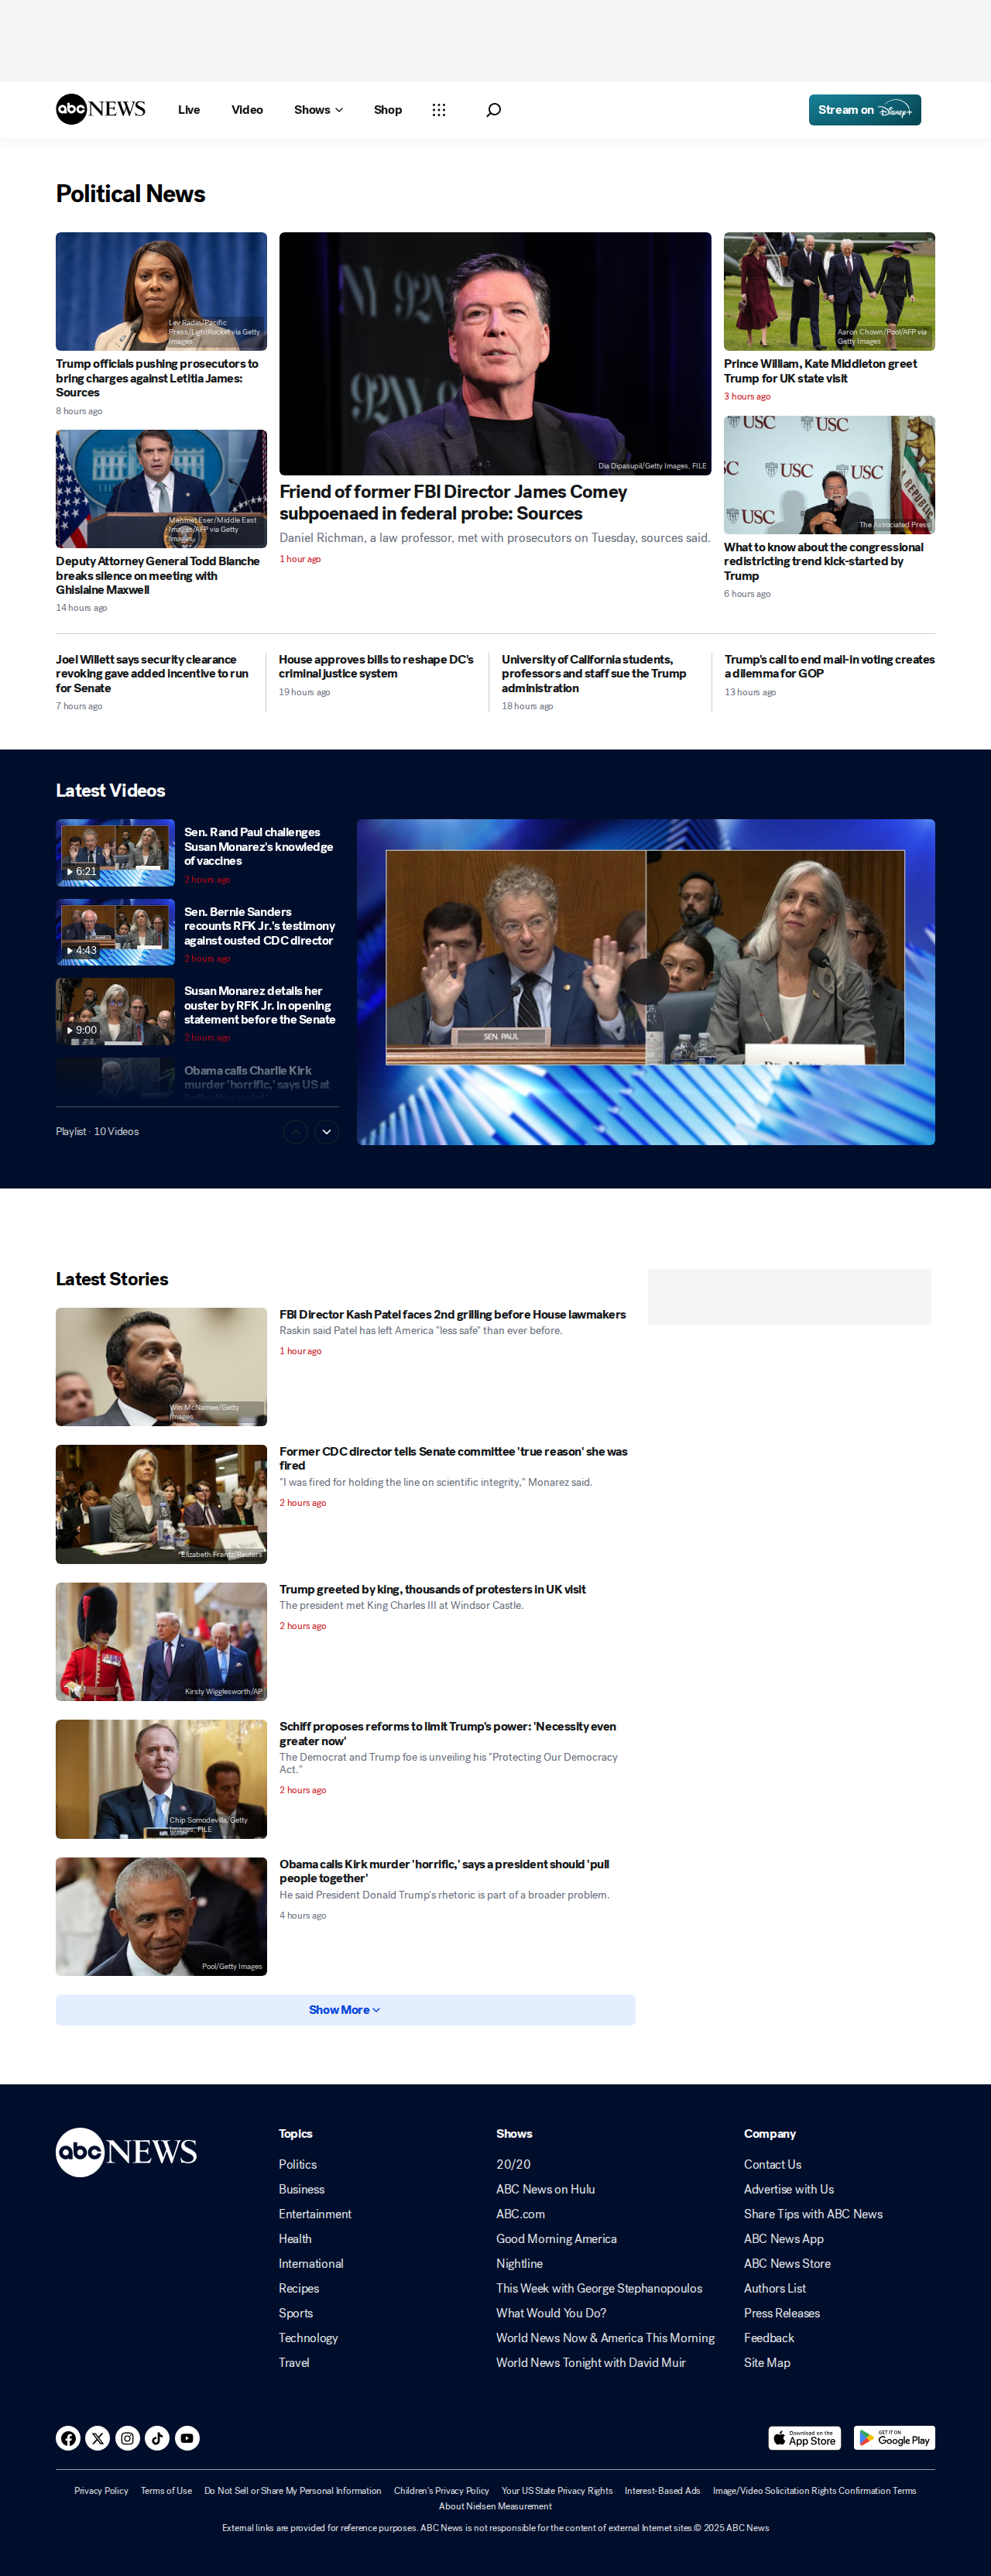 abc NEWS
Live
Video
Shows
Shop
Stream on Disney+
Political News
Lev Radin/Pacific
Press/LightRocket via Getty
Images
Trump officials pushing prosecutors to
bring charges against Letitia James:
Sources
8 hours ago
Mehmet Eser/Middle East
Images/AFP via Getty
Images
Deputy Attorney General Todd Blanche
breaks silence on meeting with
Ghislaine Maxwell
14 hours ago
92NY
Dia Dipasupil/Getty Images, FILE
Friend of former FBI Director James Comey
subpoenaed in federal probe: Sources
Daniel Richman, a law professor, met with prosecutors on Tuesday, sources said.
1 hour ago
Aaron Chown/Pool/AFP via
Getty Images
Prince William, Kate Middleton greet
Trump for UK state visit
3 hours ago
USC
USC
USC
USC
USC
REPUBLIC
The Associated Press
What to know about the congressional
redistricting trend kick-started by
Trump
6 hours ago
Joel Willett says security clearance
revoking gave added incentive to run
for Senate
7 hours ago
House approves bills to reshape DC's
criminal justice system
19 hours ago
University of California students,
professors and staff sue the Trump
administration
18 hours ago
Trump's call to end mail-in voting creates
a dilemma for GOP
13 hours ago
Latest Videos
6:21
Sen. Rand Paul challenges
Susan Monarez's knowledge
of vaccines
2 hours ago
4:43
Sen. Bernie Sanders
recounts RFK Jr.'s testimony
against ousted CDC director
2 hours ago
9:00
Susan Monarez details her
ouster by RFK Jr. in opening
statement before the Senate
2 hours ago
Obama calls Charlie Kirk
murder 'horrific,' says US at
Playlist · 10 Videos
SEN. PAUL
Latest Stories
Win McNamee/Getty
Images
FBI Director Kash Patel faces 2nd grilling before House lawmakers
Raskin said Patel has left America "less safe" than ever before.
1 hour ago
Elizabeth Frantz/Reuters
Former CDC director tells Senate committee 'true reason' she was
fired
"I was fired for holding the line on scientific integrity," Monarez said.
2 hours ago
Kirsty Wigglesworth/AP
Trump greeted by king, thousands of protesters in UK visit
The president met King Charles III at Windsor Castle.
2 hours ago
Chip Somodevilla/Getty
Images, FILE
Schiff proposes reforms to limit Trump's power: 'Necessity even
greater now'
The Democrat and Trump foe is unveiling his "Protecting Our Democracy
Act."
2 hours ago
Pool/Getty Images
Obama calls Kirk murder 'horrific,' says a president should 'pull
people together'
He said President Donald Trump's rhetoric is part of a broader problem.
4 hours ago
Show More
abc NEWS
Topics
Politics
Business
Entertainment
Health
International
Recipes
Sports
Technology
Travel
Shows
20/20
ABC News on Hulu
ABC.com
Good Morning America
Nightline
This Week with George Stephanopoulos
What Would You Do?
World News Now & America This Morning
World News Tonight with David Muir
Company
Contact Us
Advertise with Us
Share Tips with ABC News
ABC News App
ABC News Store
Authors List
Press Releases
Feedback
Site Map
Download on the
App Store
GET IT ON
Google Play
Privacy Policy
Terms of Use
Do Not Sell or Share My Personal Information
Children's Privacy Policy
Your US State Privacy Rights
Interest-Based Ads
Image/Video Solicitation Rights Confirmation Terms
About Nielsen Measurement
External links are provided for reference purposes. ABC News is not responsible for the content of external Internet sites.© 2025 ABC News